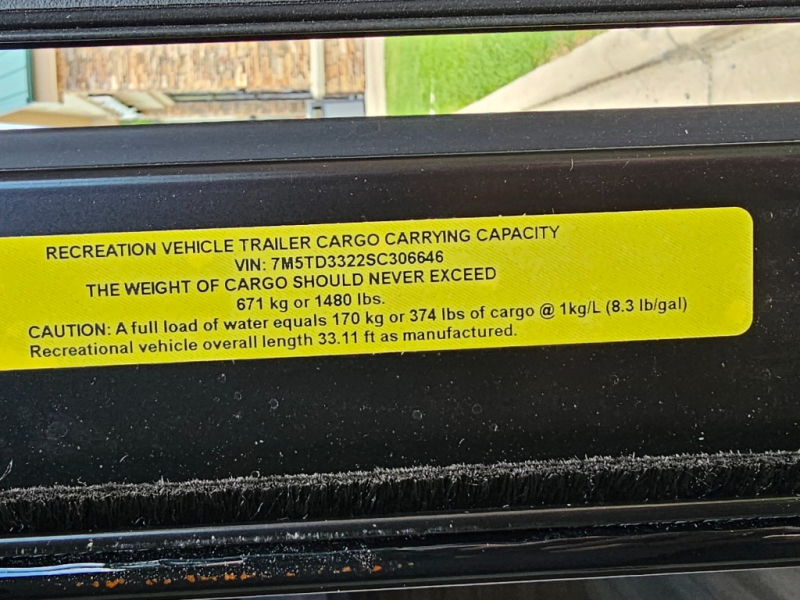 RECREATION VEHICLE TRAILER CARGO CARRYING CAPACITY
VIN: 7M5TD3322SC306646
THE WEIGHT OF CARGO SHOULD NEVER EXCEED
671 kg or 1480 lbs.
CAUTION: A full load of water equals 170 kg or 374 lbs of cargo @ 1kg/L (8.3 lb/gal)
Recreational vehicle overall length 33.11 ft as manufactured.